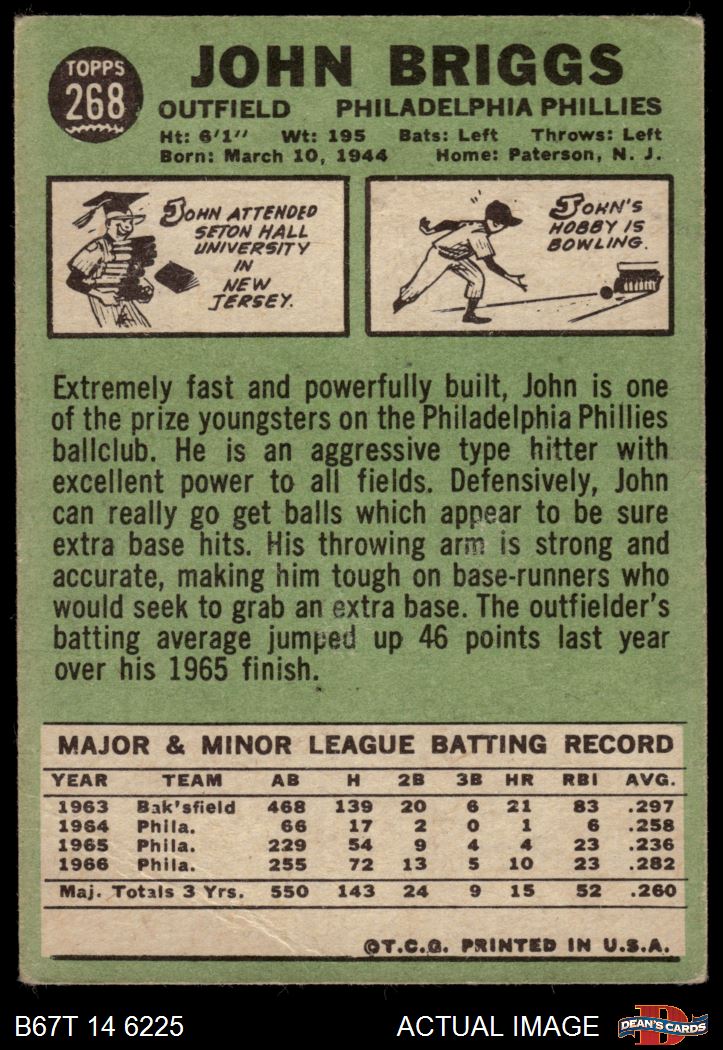 TOPPS
268
JOHN BRIGGS
OUTFIELD PHILADELPHIA PHILLIES
Ht: 6'1" Wt: 195 Bats: Left Throws: Left
Born: March 10, 1944 Home: Paterson, N. J.
JOHN ATTENDED
SETON HALL
UNIVERSITY
IN
NEW
JERSEY.
JOHN'S
HOBBY IS
BOWLING.
Extremely fast and powerfully built, John is one
of the prize youngsters on the Philadelphia Phillies
ballclub. He is an aggressive type hitter with
excellent power to all fields. Defensively, John
can really go get balls which appear to be sure
extra base hits. His throwing arm is strong and
accurate, making him tough on base-runners who
would seek to grab an extra base. The outfielder's
batting average jumped up 46 points last year
over his 1965 finish.
MAJOR & MINOR LEAGUE BATTING RECORD
YEAR TEAM AB H 2B 3B HR RBI AVG.
1963 Bak'sfield 468 139 20 6 21 83 .297
1964 Phila. 66 17 2 0 1 6 .258
1965 Phila. 229 54 9 4 4 23 .236
1966 Phila. 255 72 13 5 10 23 .282
Maj. Totals 3 Yrs. 550 143 24 9 15 52 .260
©T.C.G. PRINTED IN U.S.A.
B67T 14 6225 ACTUAL IMAGE
D
DEAN'S CARDS